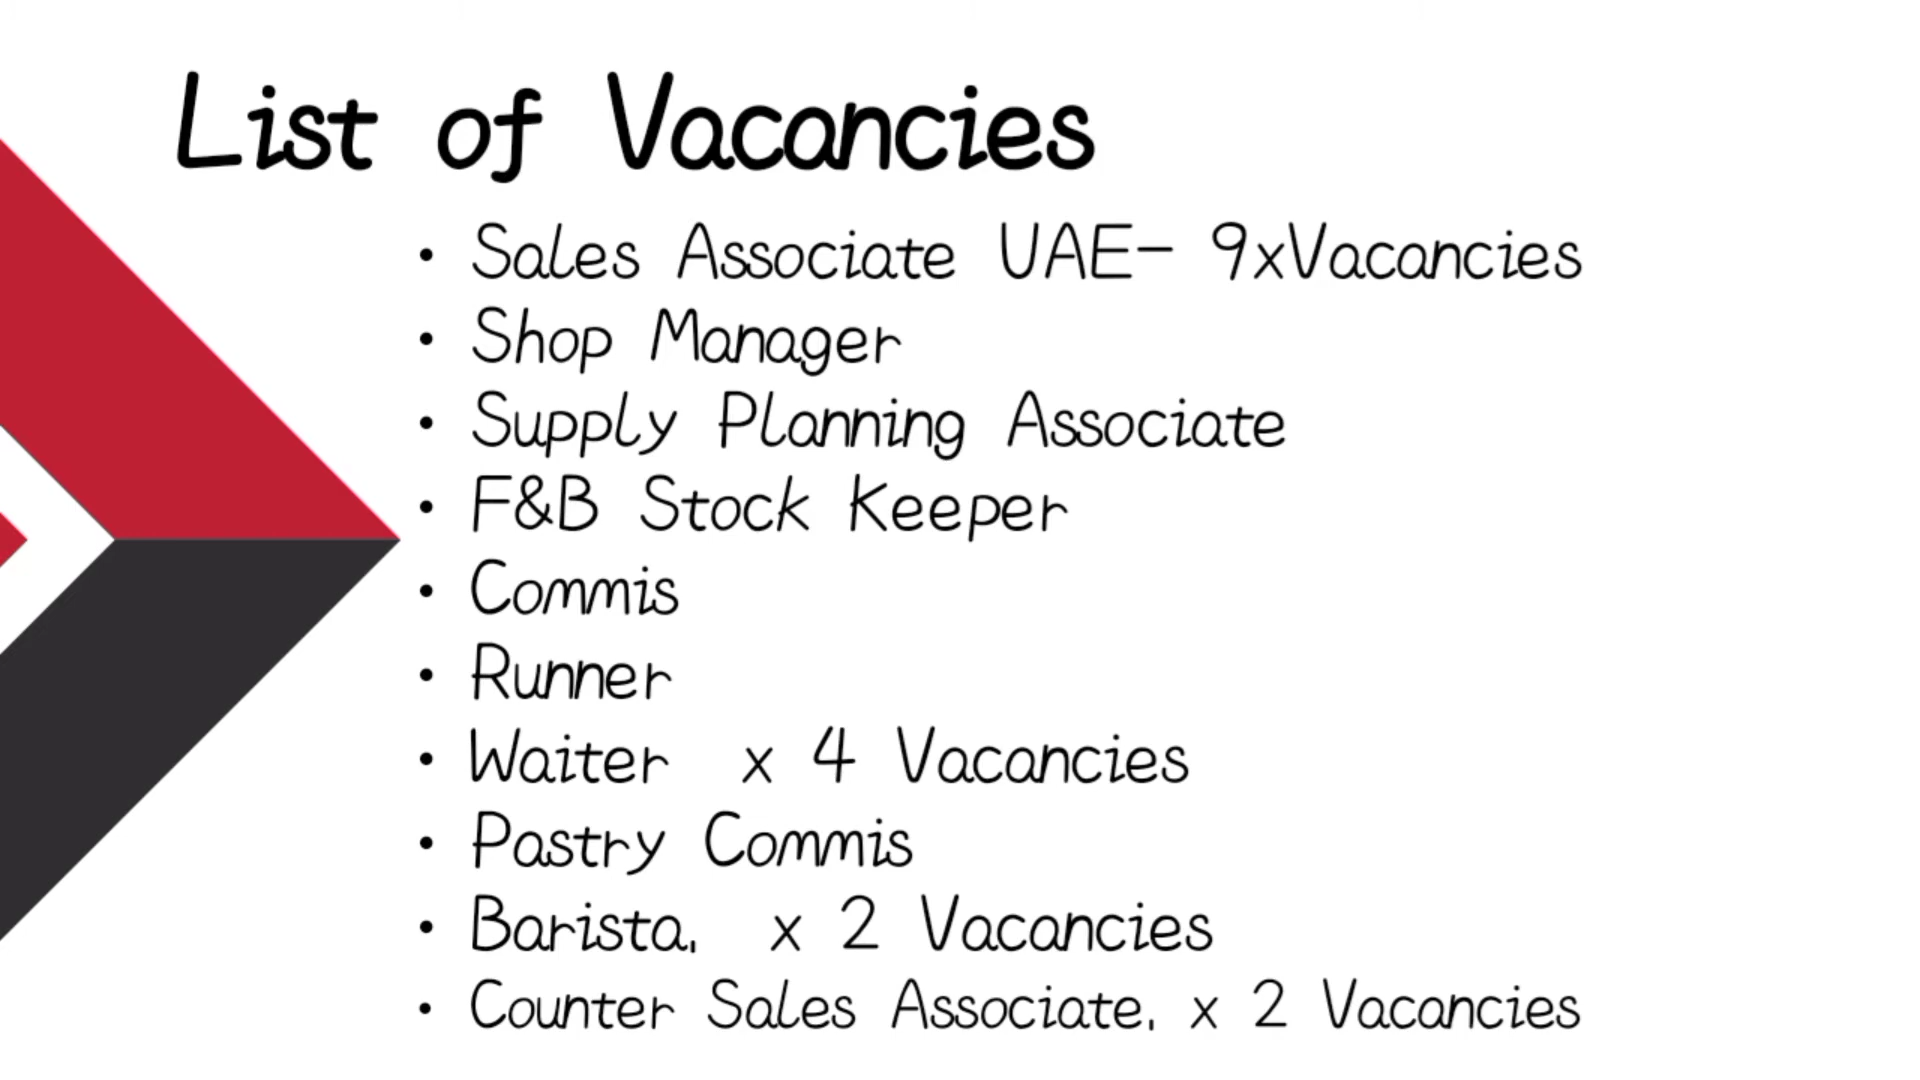 List of Vacancies
• Sales Associate UAE- 9xVacancies
• Shop Manager
• Supply Planning Associate
• F&B Stock Keeper
• Commis
• Runner
• Waiter  x 4 Vacancies
• Pastry Commis
• Barista,  x 2 Vacancies
• Counter Sales Associate, x 2 Vacancies